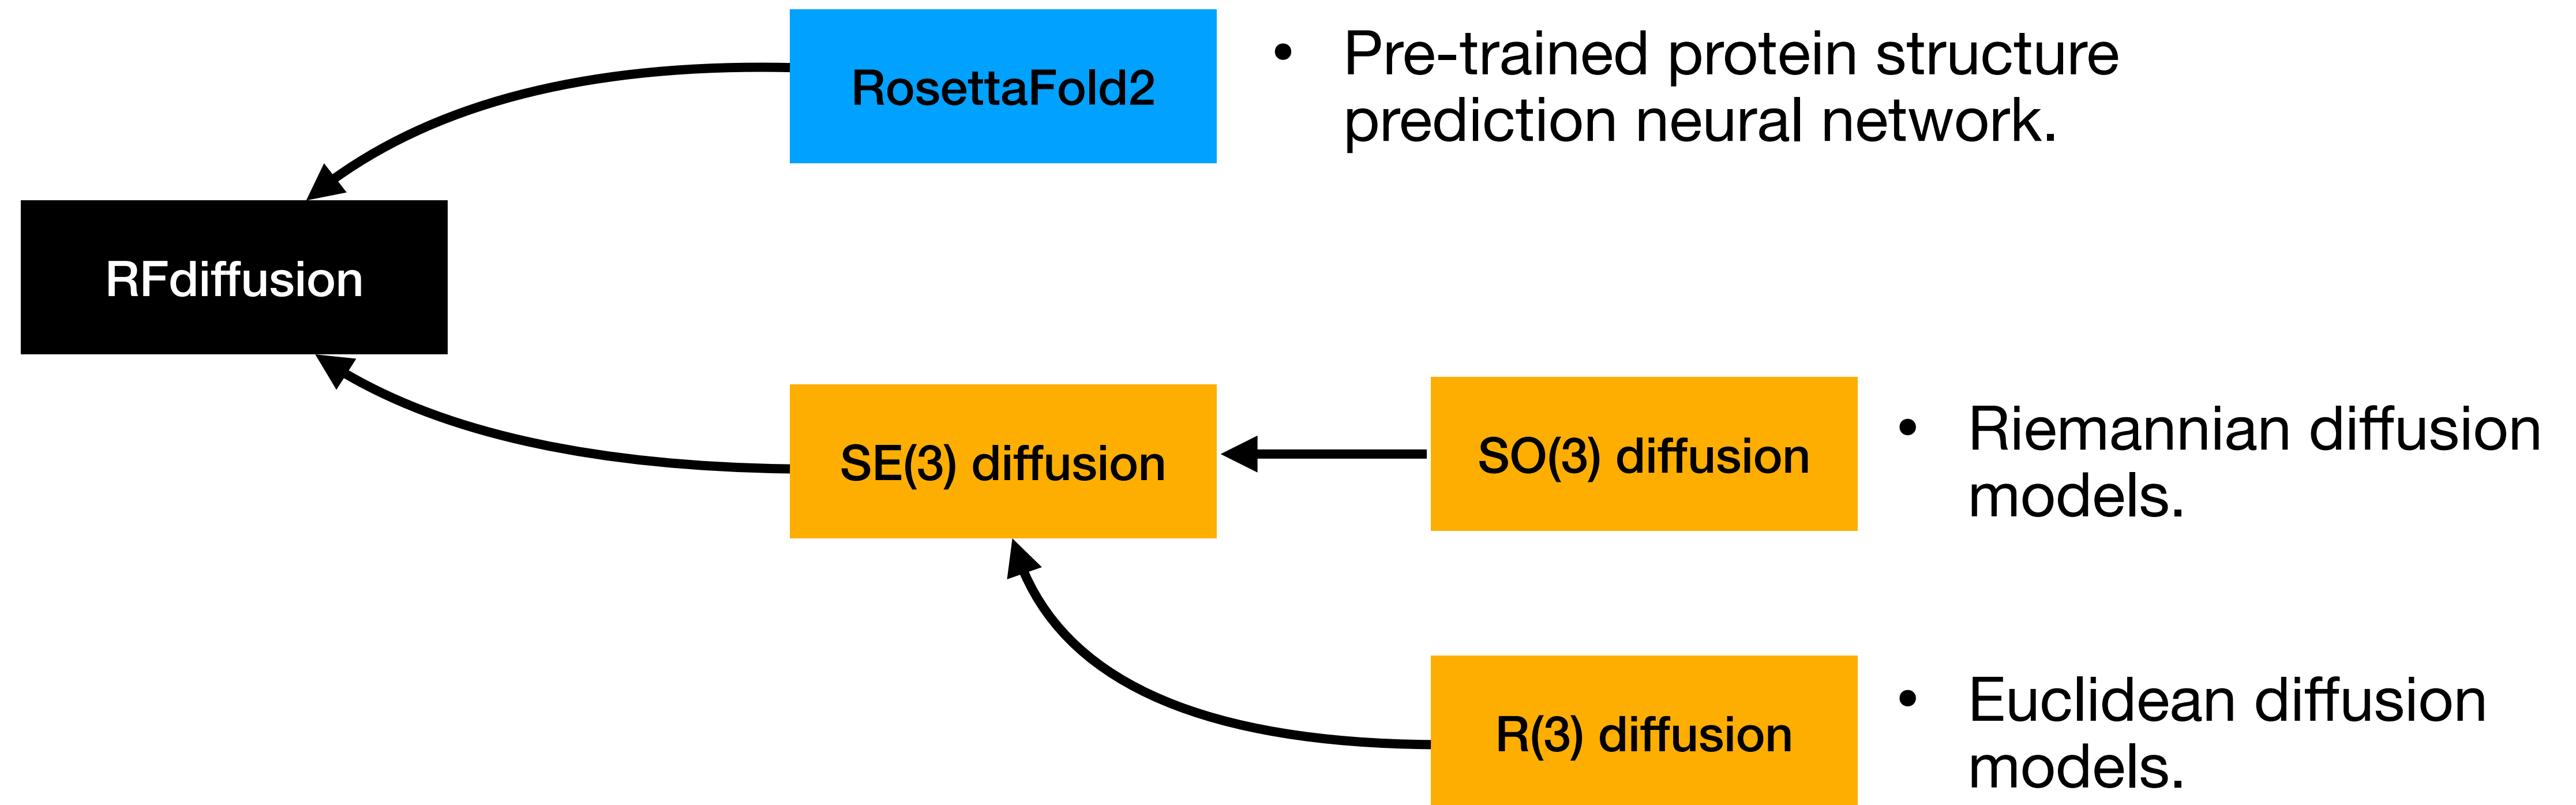 RosettaFold2
• Pre-trained protein structure
prediction neural network.
RFdiffusion
SE(3) diffusion
SO(3) diffusion
• Riemannian diffusion
models.
R(3) diffusion
• Euclidean diffusion
models.